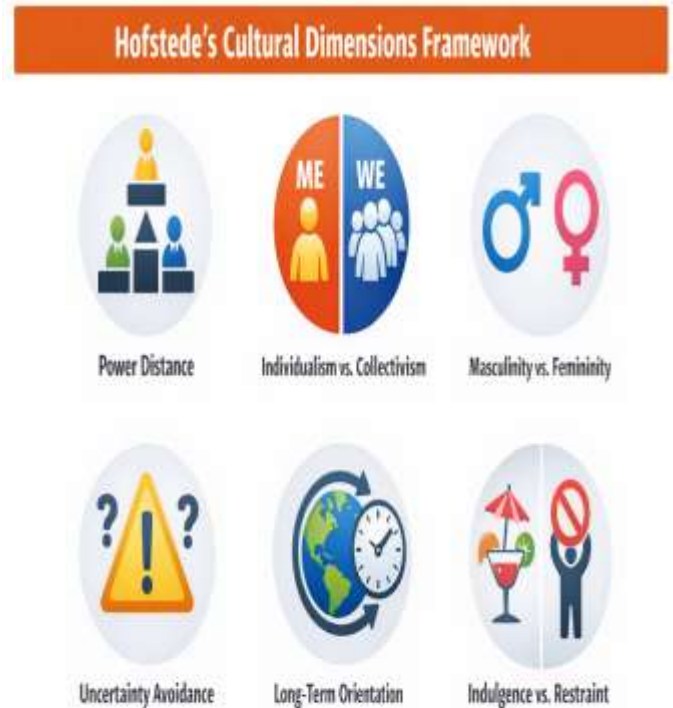 Hofstede's Cultural Dimensions Framework
ME WE
Power Distance
Individualism vs. Collectivism
Masculinity vs. Femininity
? ! ?
Uncertainty Avoidance
Long-Term Orientation
Indulgence vs. Restraint